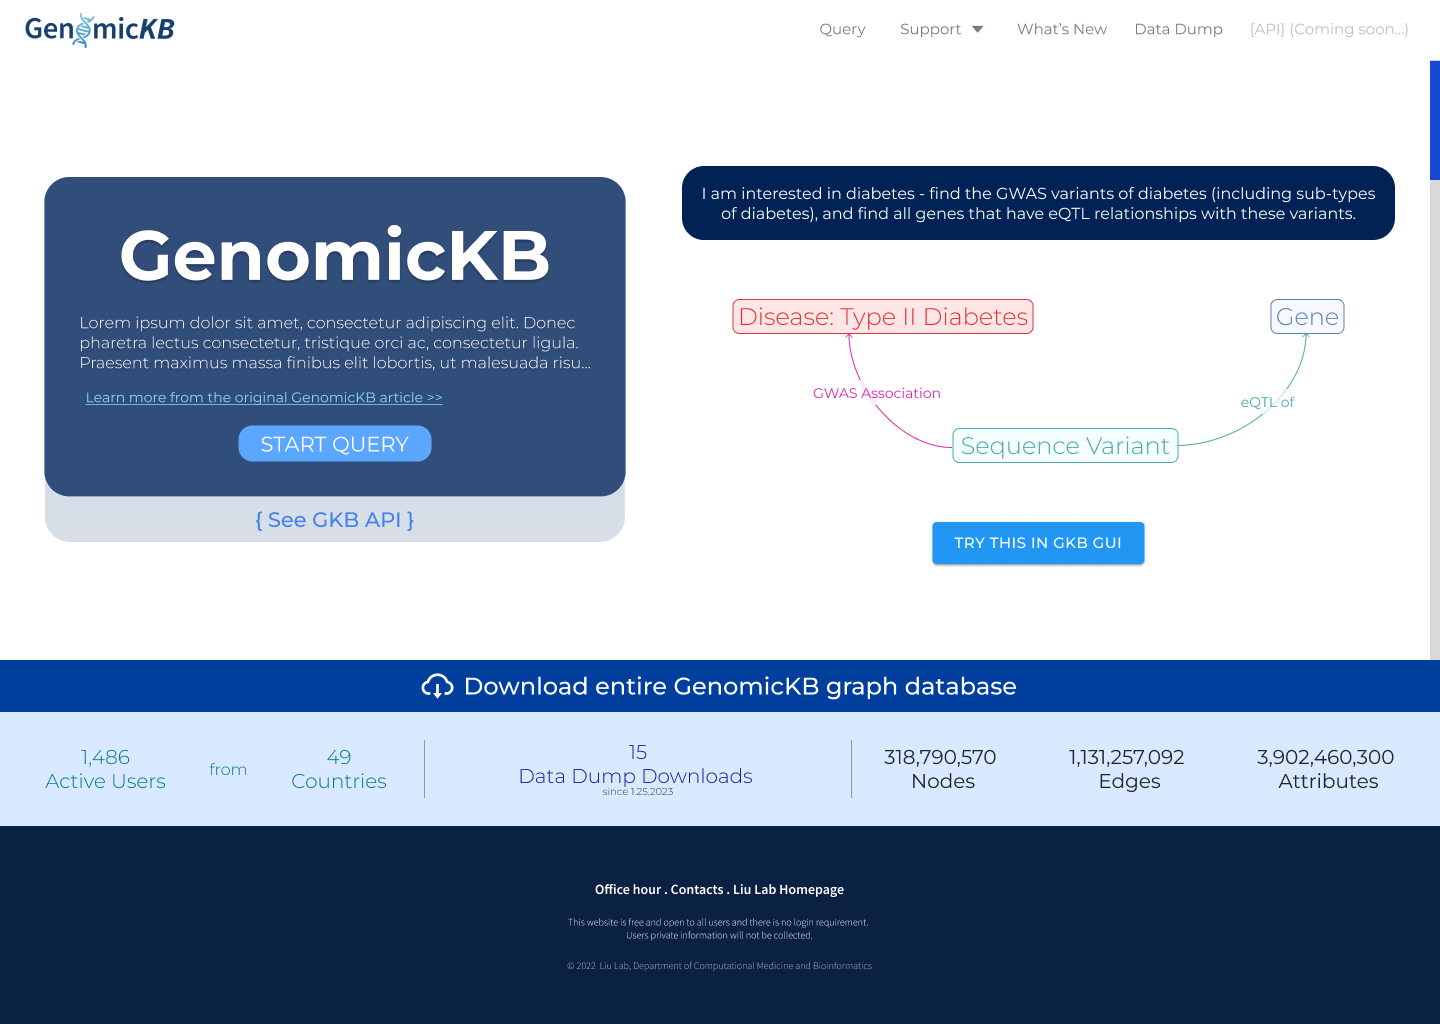 GenomicKB
Query
Support
What's New
Data Dump
{API} (Coming soon...)
GenomicKB
Lorem ipsum dolor sit amet, consectetur adipiscing elit. Donec
pharetra lectus consectetur, tristique orci ac, consectetur ligula.
Praesent maximus massa finibus elit lobortis, ut malesuada risu...
Learn more from the original GenomicKB article >>
START QUERY
{ See GKB API }
I am interested in diabetes - find the GWAS variants of diabetes (including sub-types
of diabetes), and find all genes that have eQTL relationships with these variants.
Disease: Type II Diabetes
Gene
GWAS Association
eQTL of
Sequence Variant
TRY THIS IN GKB GUI
Download entire GenomicKB graph database
1,486
Active Users
from
49
Countries
15
Data Dump Downloads
since 1.25.2023
318,790,570
Nodes
1,131,257,092
Edges
3,902,460,300
Attributes
Office hour . Contacts . Liu Lab Homepage
This website is free and open to all users and there is no login requirement.
Users private information will not be collected.
© 2022 Liu Lab, Department of Computational Medicine and Bioinformatics